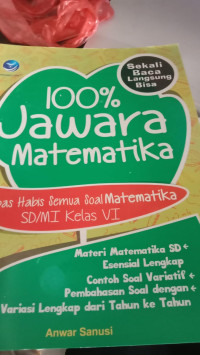 Sekali
Baca
Langsung
Bisa
100%
Jawara
Matematika
as Habis Semua Soal Matematika
SD/MI Kelas VI
Materi Matematika SD
Esensial Lengkap
Contoh Soal Variatif
Pembahasan Soal dengan
Variasi Lengkap dari Tahun ke Tahun
Anwar Sanusi